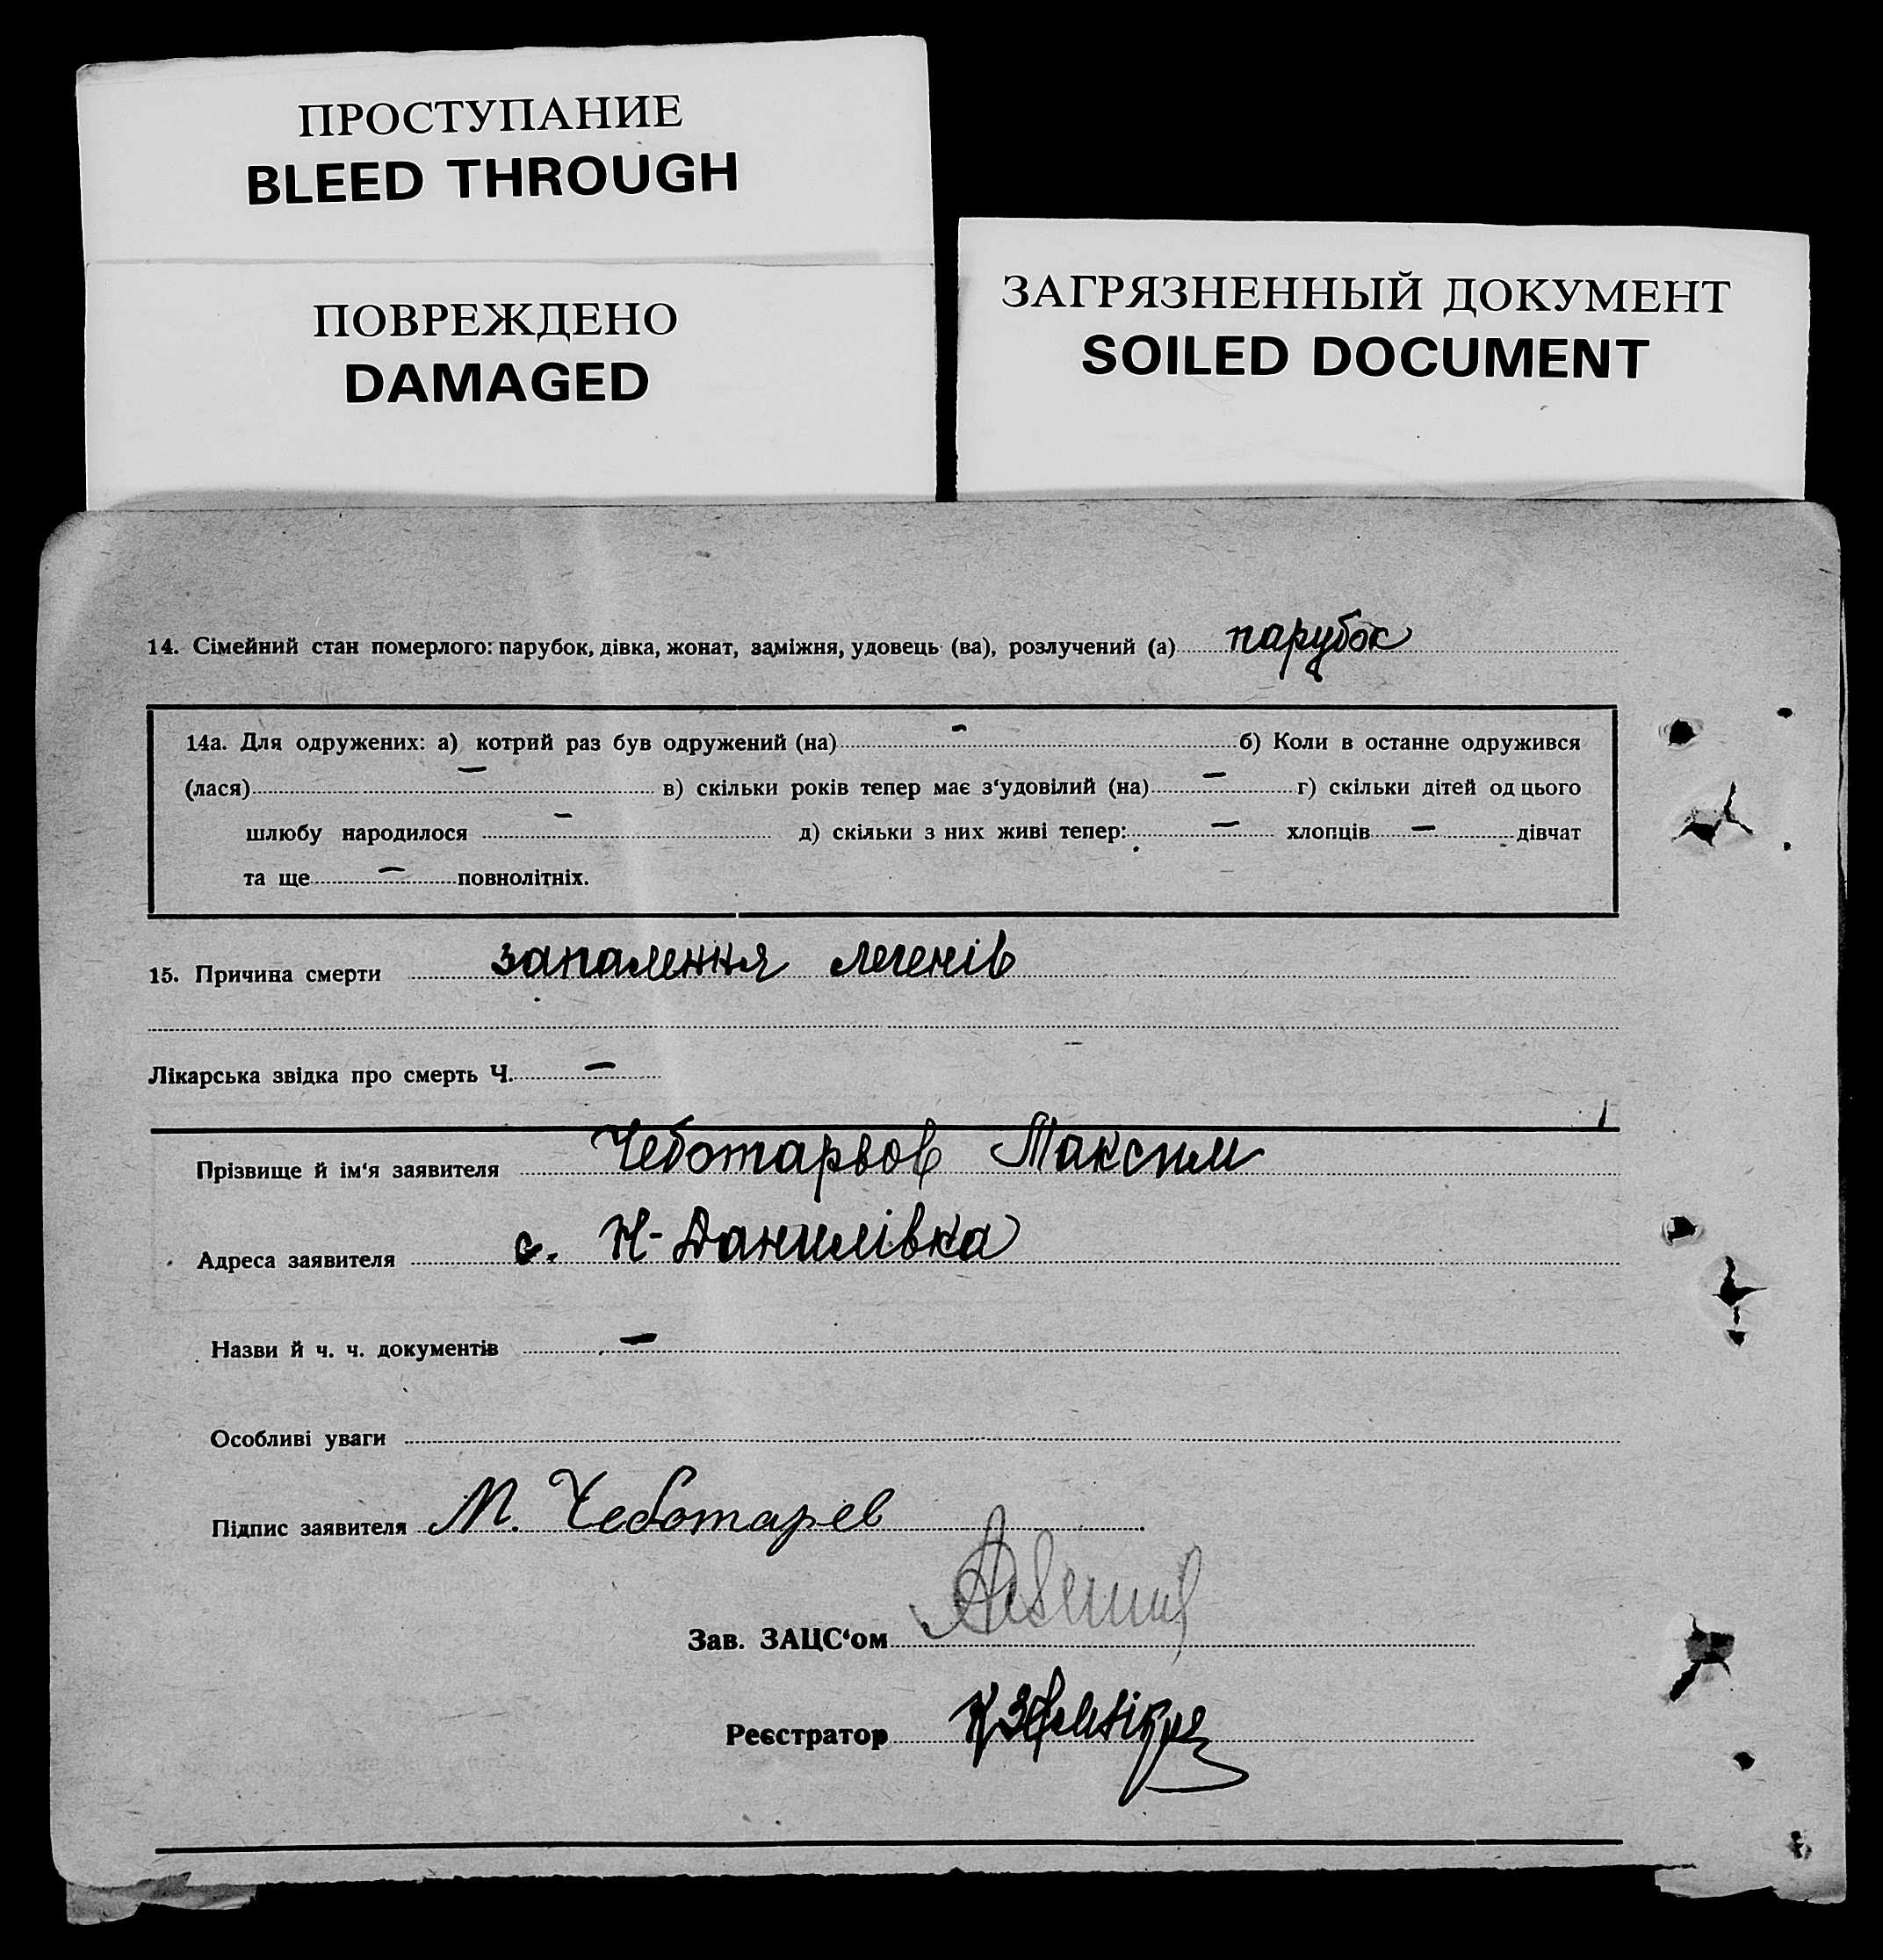 ПРОСТУПАНИЕ
BLEED THROUGH
ПОВРЕЖДЕНО
DAMAGED
ЗАГРЯЗНЕННЫЙ ДОКУМЕНТ
SOILED DOCUMENT
14. Сімейний стан померлого: парубок, дівка, жонат, заміжня, удовець (ва), розлучений (а) парубок
14а. Для одружених: а) котрий раз був одружений (на) — б) Коли в останнє одружився
(лася) — в) скільки років тепер має з‘удовілий (на) — г) скільки дітей од цього
шлюбу народилося — д) скільки з них живі тепер: — хлопців — дівчат
та ще — повнолітніх.
15. Причина смерти запалення легенів
Лікарська звідка про смерть Ч. —
Прізвище й ім‘я заявителя Чеботарьов Максим
Адреса заявителя с. Н-Данилівка
Назви й ч. ч. документів —
Особливі уваги
Підпис заявителя М. Чеботарев
Зав. ЗАЦС‘ом
Реєстратор